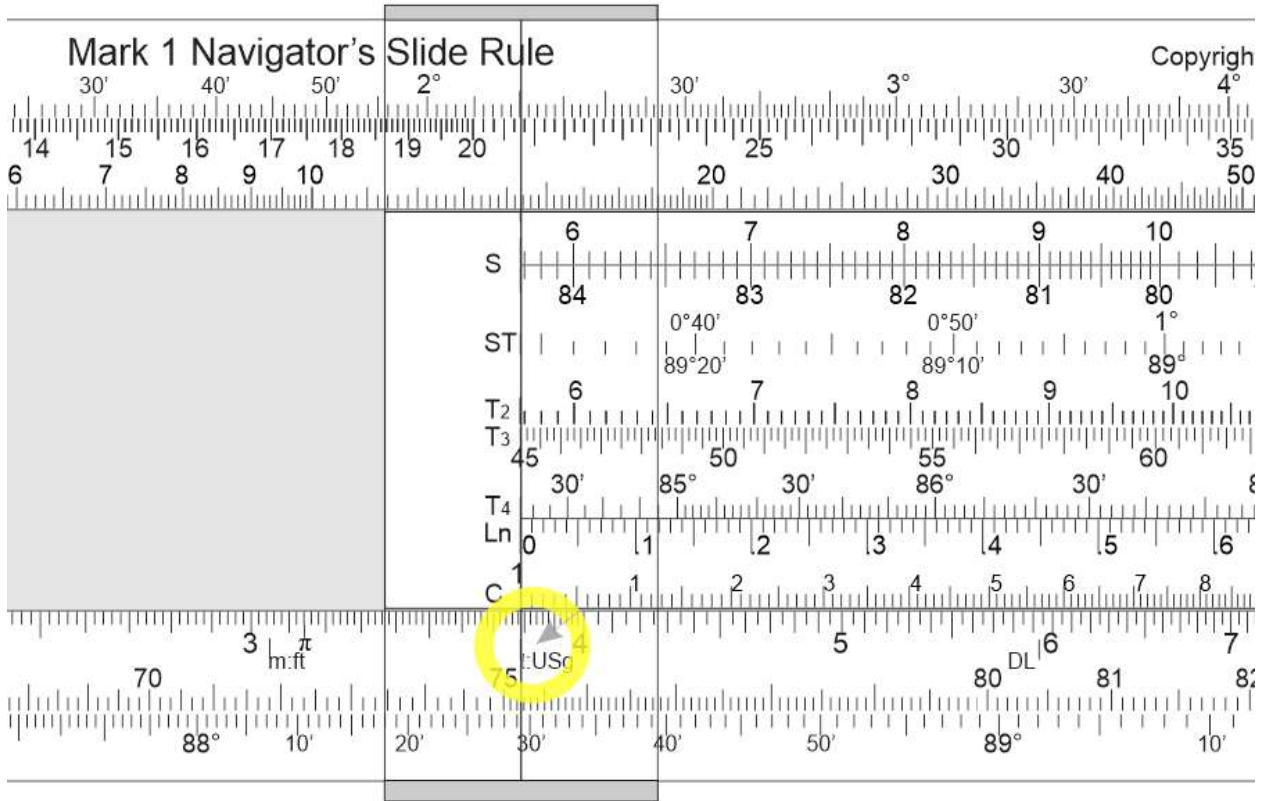 Mark 1 Navigator's Slide Rule
Copyrigh
30' 40' 50' 2° 30' 3° 30' 4°
14 15 16 17 18 19 20 25 30 35
6 7 8 9 10 20 30 40 50
6 7 8 9 10
S
84 83 82 81 80
0°40' 0°50' 1°
ST
89°20' 89°10' 89°
6 7 8 9 10
T2
T3
45 50 55 60
30' 85° 30' 86° 30'
T4
Ln 0 .1 .2 .3 .4 .5 .6
1 1 2 3 4 5 6 7 8
C
3 π 4 5 6 7
m:ft :USg DL
70 75 80 81 82
88° 10' 20' 30' 40' 50' 89° 10'